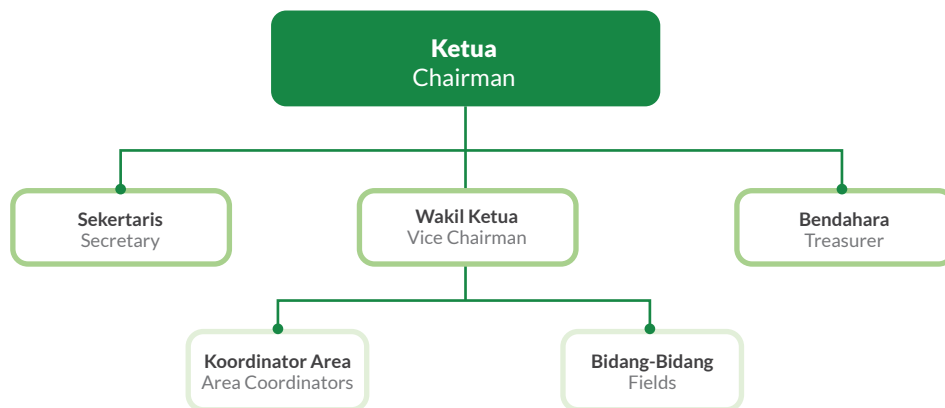 Ketua
Chairman
Sekertaris
Secretary
Wakil Ketua
Vice Chairman
Bendahara
Treasurer
Koordinator Area
Area Coordinators
Bidang-Bidang
Fields